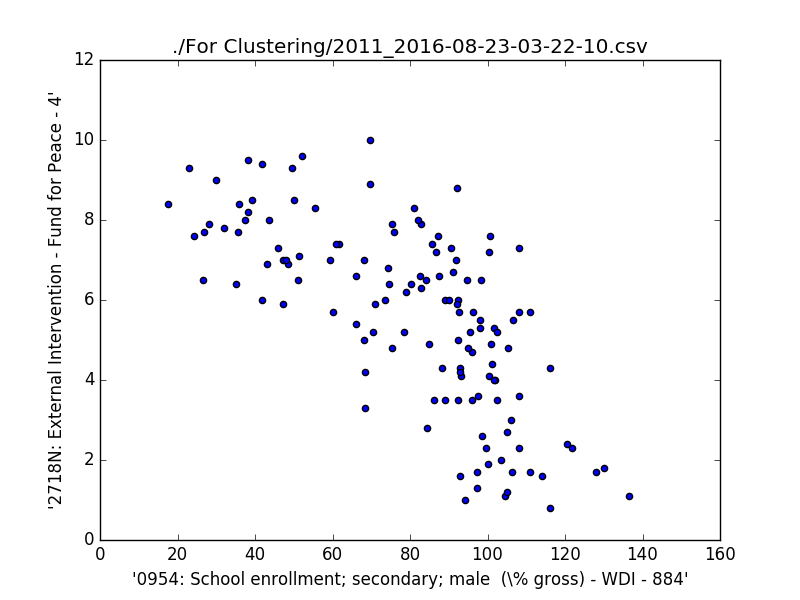 ./For Clustering/2011_2016-08-23-03-22-10.csv
12
10
8
6
4
2
0
'2718N: External Intervention - Fund for Peace - 4'
0 20 40 60 80 100 120 140 160
'0954: School enrollment; secondary; male  (\% gross) - WDI - 884'